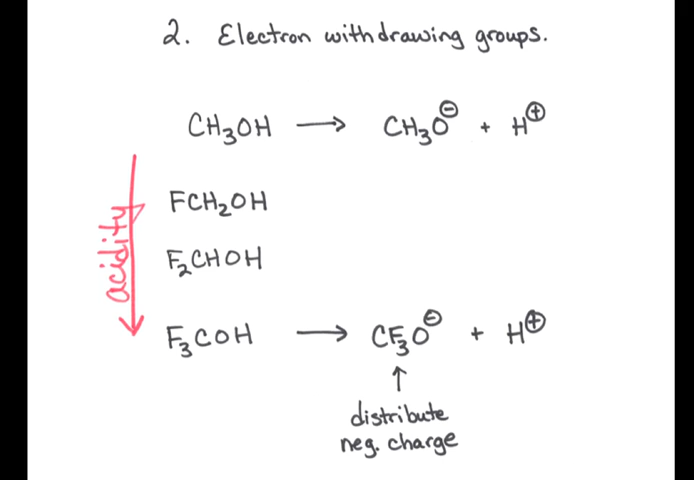 2. Electron withdrawing groups.
CH₃OH → CH₃O⊖ + H⊕
FCH₂OH
F₂CHOH
acidity
F₃COH → CF₃O⊖ + H⊕
↑
distribute
neg. charge